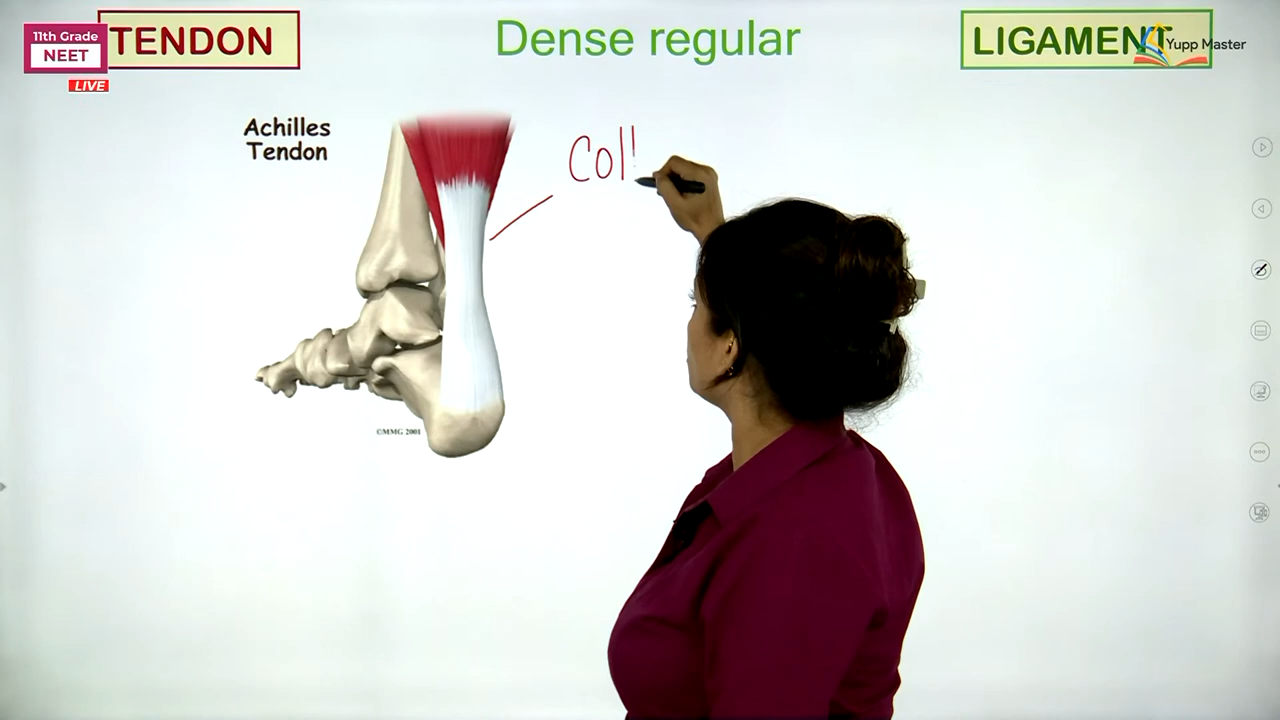 11th Grade
NEET
LIVE
TENDON
Dense regular
LIGAMENT
Yupp Master
Achilles
Tendon
Col
©MMG 2001